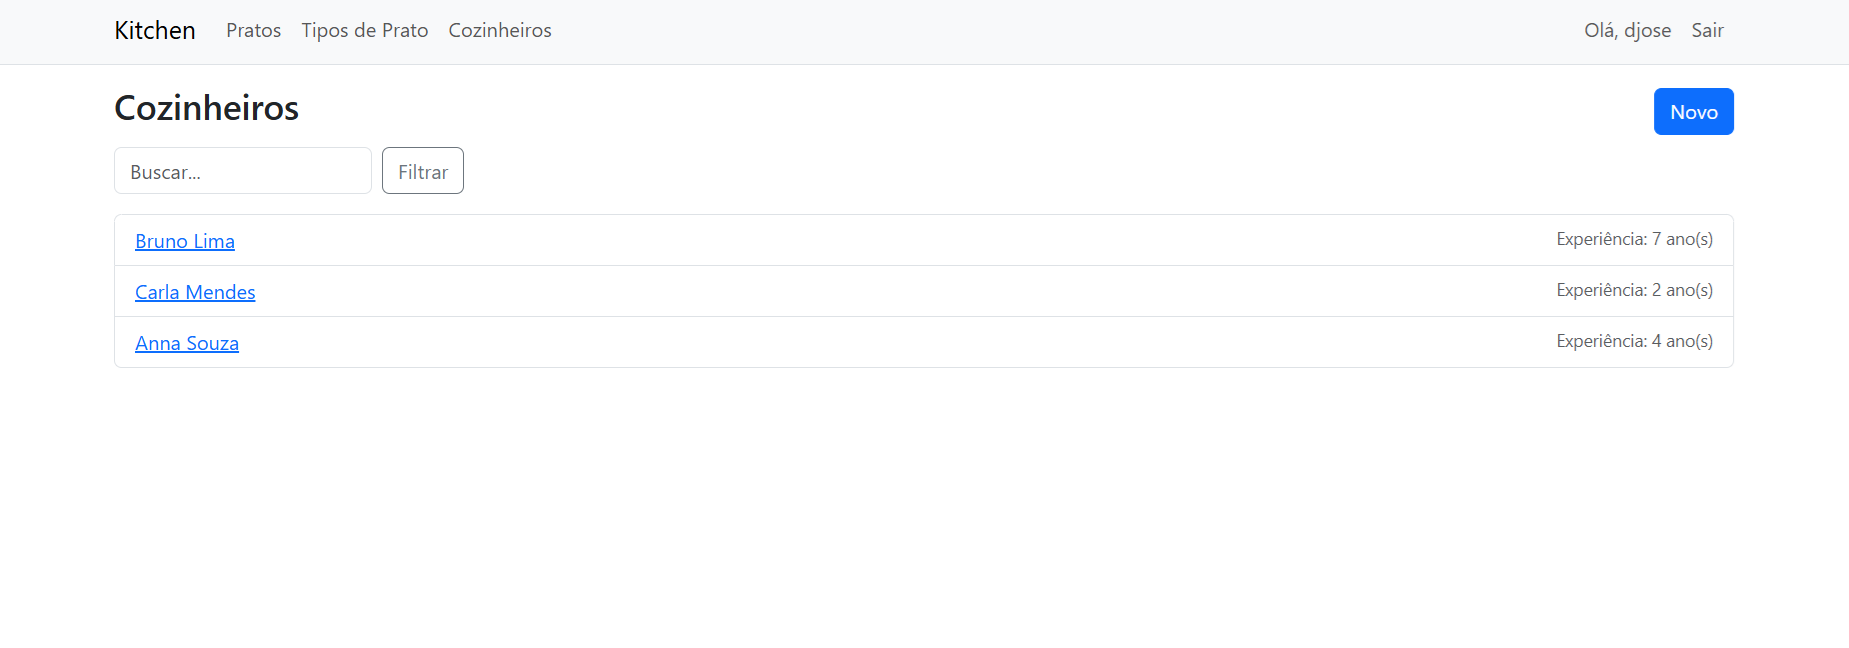 Kitchen Pratos Tipos de Prato Cozinheiros Olá, djose Sair
Cozinheiros Novo
Buscar... Filtrar
Bruno Lima Experiência: 7 ano(s)
Carla Mendes Experiência: 2 ano(s)
Anna Souza Experiência: 4 ano(s)